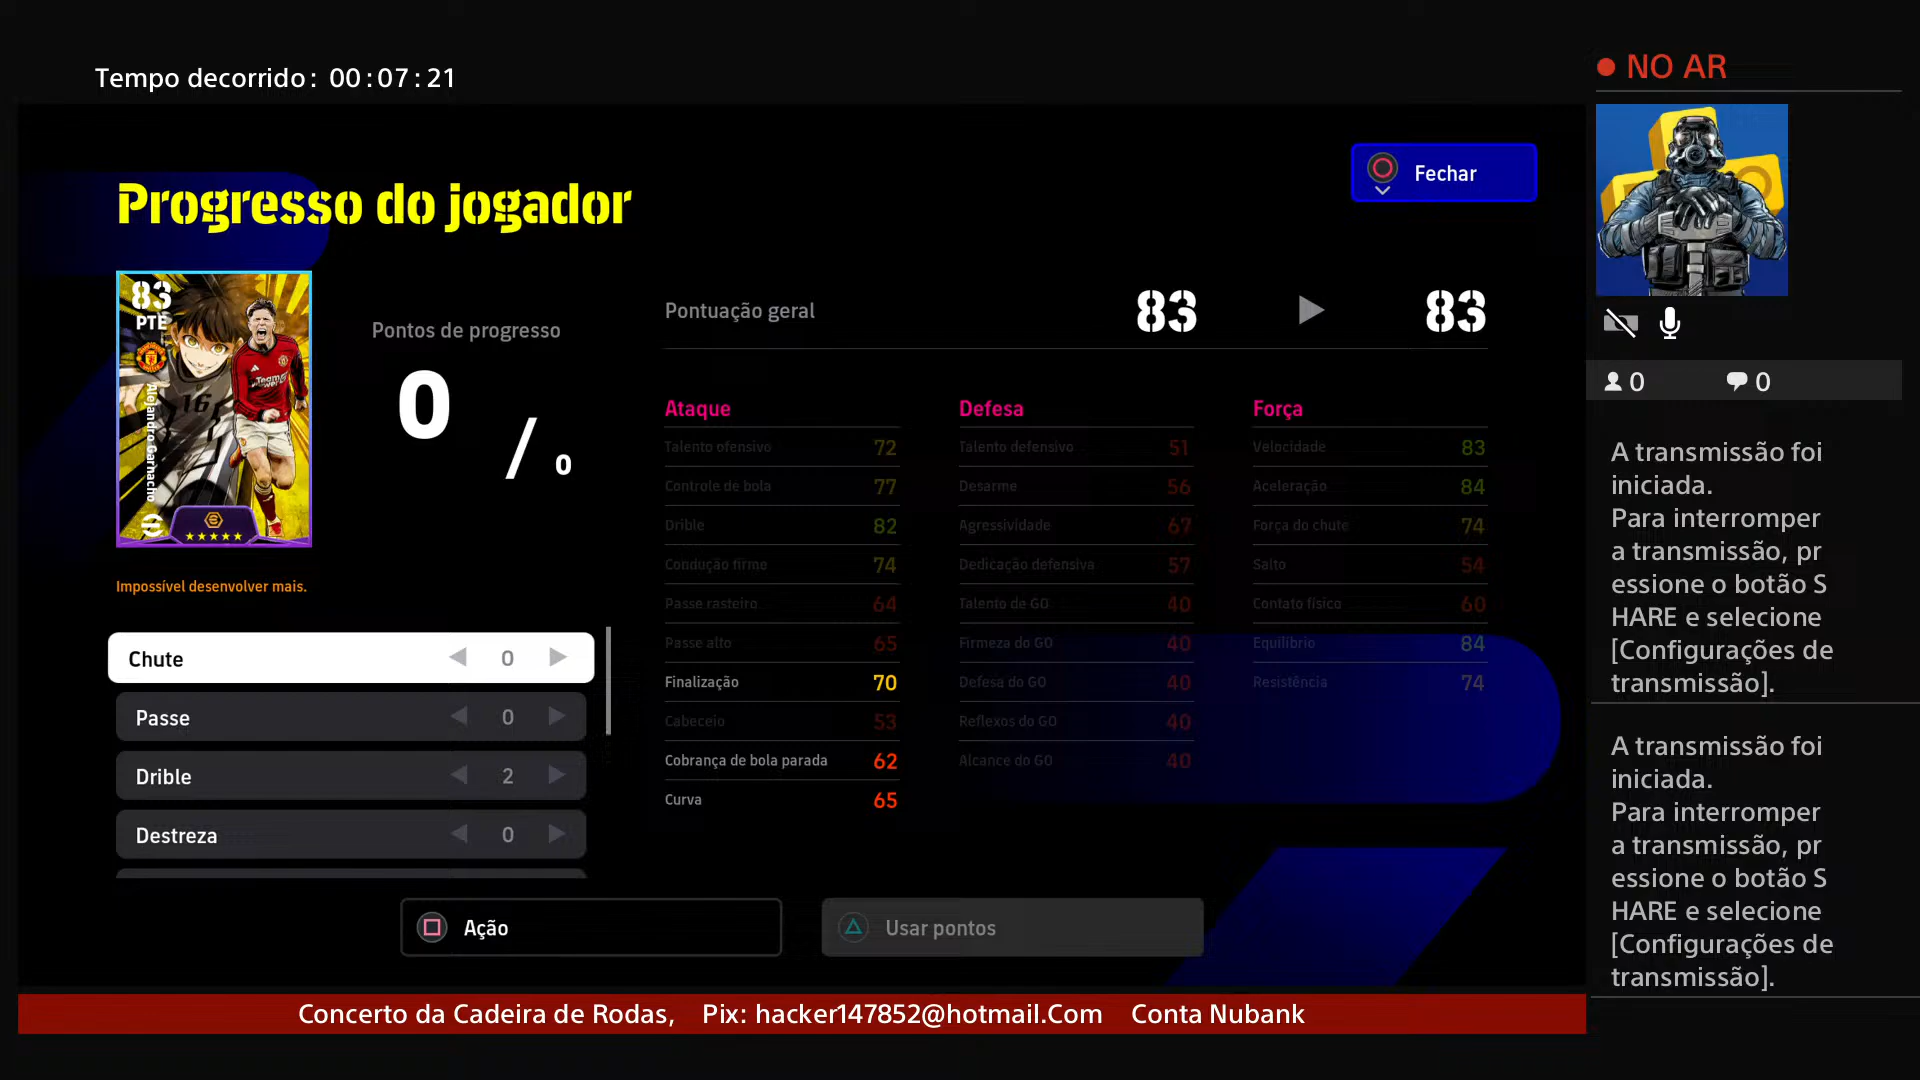 Tempo decorrido: 00:07:21
NO AR
Fechar
Progresso do jogador
83
PTE
Alejandro Garnacho
16
Pontos de progresso
0 / 0
Impossível desenvolver mais.
Chute 0
Passe 0
Drible 2
Destreza 0
Pontuação geral 83 83
Ataque
Talento ofensivo 72
Controle de bola 77
Drible 82
Condução firme 74
Passe rasteiro 64
Passe alto 65
Finalização 70
Cabeceio 53
Cobrança de bola parada 62
Curva 65
Defesa
Talento defensivo 51
Desarme 56
Agressividade 67
Dedicação defensiva 57
Talento de GO 40
Firmeza do GO 40
Defesa do GO 40
Reflexos do GO 40
Alcance do GO 40
Força
Velocidade 83
Aceleração 84
Força do chute 74
Salto 54
Contato físico 60
Equilíbrio 84
Resistência 74
Ação
Usar pontos
0 0
A transmissão foi
iniciada.
Para interromper
a transmissão, pr
essione o botão S
HARE e selecione
[Configurações de
transmissão].
A transmissão foi
iniciada.
Para interromper
a transmissão, pr
essione o botão S
HARE e selecione
[Configurações de
transmissão].
Concerto da Cadeira de Rodas, Pix: hacker147852@hotmail.Com Conta Nubank